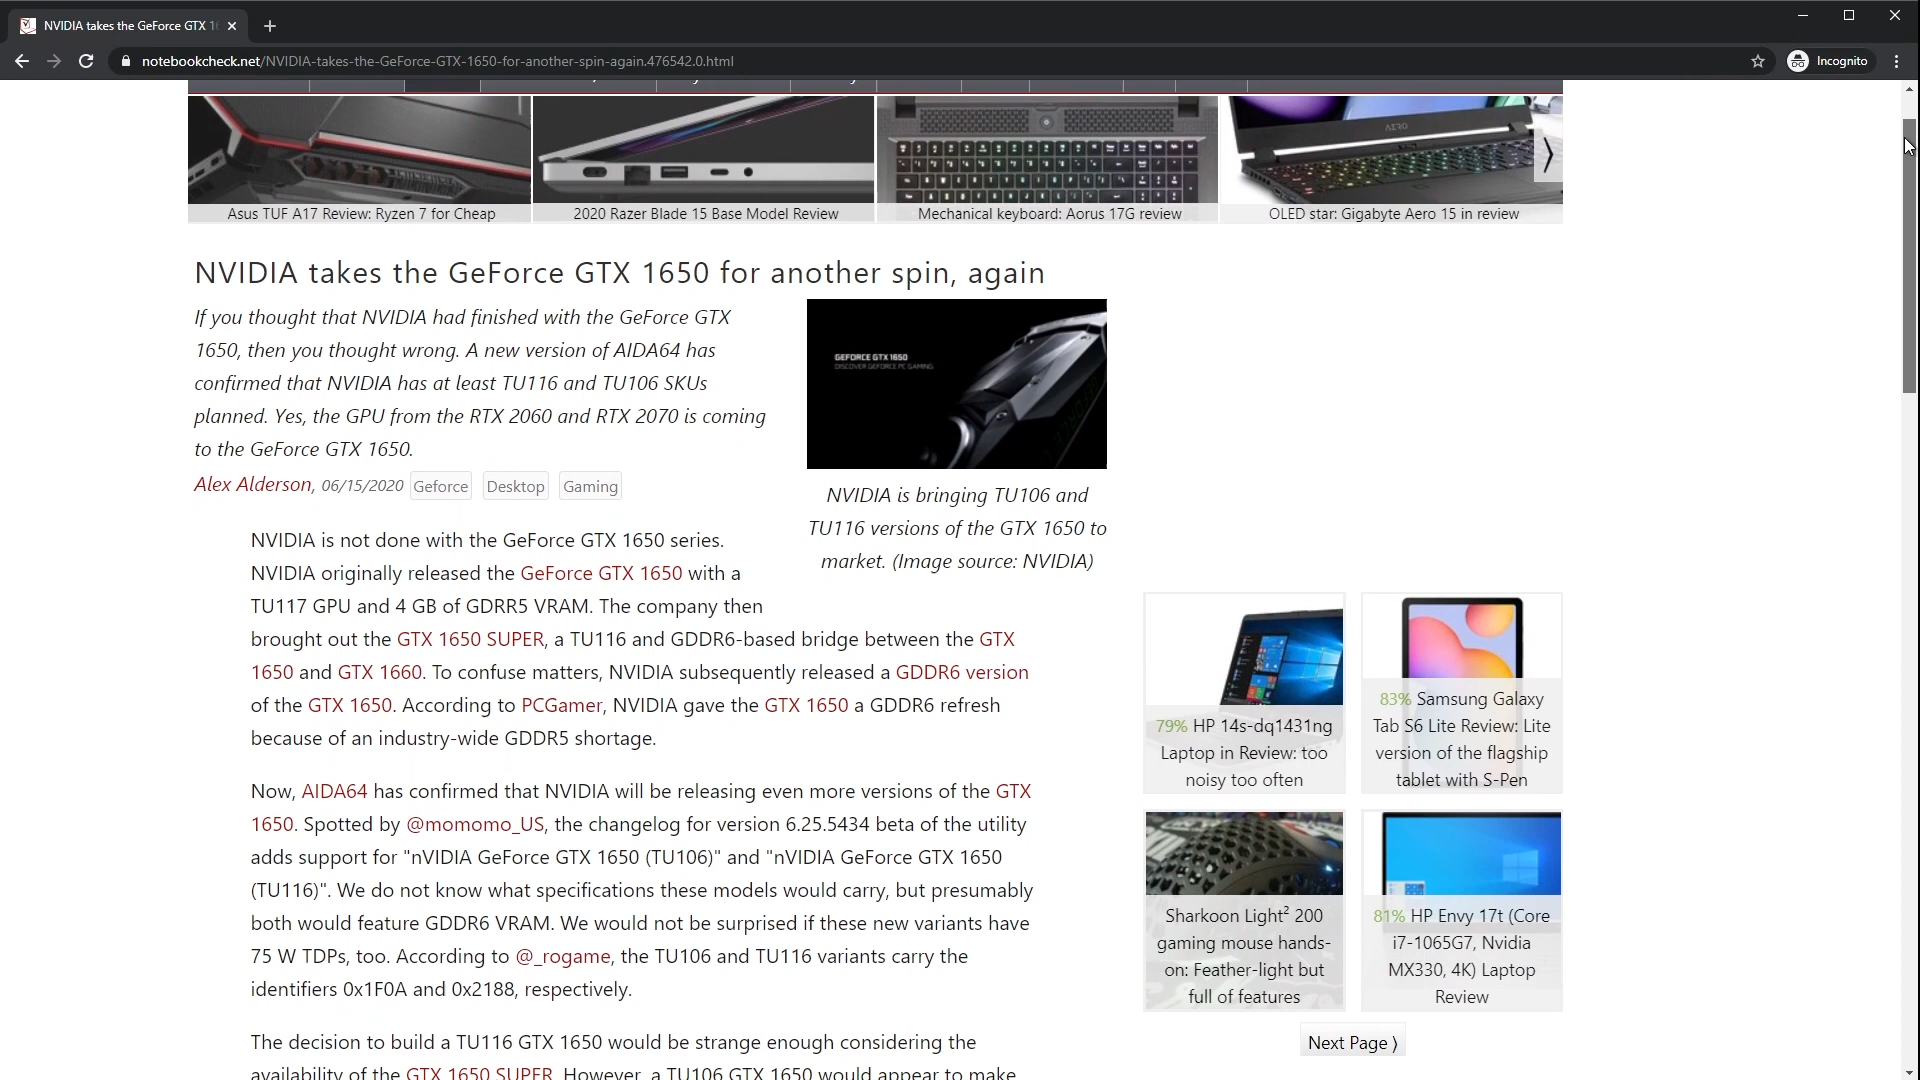 NVIDIA takes the GeForce GTX 1
notebookcheck.net/NVIDIA-takes-the-GeForce-GTX-1650-for-another-spin-again.476542.0.html
Incognito
AERO
Asus TUF A17 Review: Ryzen 7 for Cheap
2020 Razer Blade 15 Base Model Review
Mechanical keyboard: Aorus 17G review
OLED star: Gigabyte Aero 15 in review
NVIDIA takes the GeForce GTX 1650 for another spin, again
If you thought that NVIDIA had finished with the GeForce GTX
1650, then you thought wrong. A new version of AIDA64 has
confirmed that NVIDIA has at least TU116 and TU106 SKUs
planned. Yes, the GPU from the RTX 2060 and RTX 2070 is coming
to the GeForce GTX 1650.
Alex Alderson, 06/15/2020 Geforce Desktop Gaming
GEFORCE GTX 1650
DISCOVER GEFORCE PC GAMING
NVIDIA is bringing TU106 and
TU116 versions of the GTX 1650 to
market. (Image source: NVIDIA)
NVIDIA is not done with the GeForce GTX 1650 series.
NVIDIA originally released the GeForce GTX 1650 with a
TU117 GPU and 4 GB of GDRR5 VRAM. The company then
brought out the GTX 1650 SUPER, a TU116 and GDDR6-based bridge between the GTX
1650 and GTX 1660. To confuse matters, NVIDIA subsequently released a GDDR6 version
of the GTX 1650. According to PCGamer, NVIDIA gave the GTX 1650 a GDDR6 refresh
because of an industry-wide GDDR5 shortage.
Now, AIDA64 has confirmed that NVIDIA will be releasing even more versions of the GTX
1650. Spotted by @momomo_US, the changelog for version 6.25.5434 beta of the utility
adds support for "nVIDIA GeForce GTX 1650 (TU106)" and "nVIDIA GeForce GTX 1650
(TU116)". We do not know what specifications these models would carry, but presumably
both would feature GDDR6 VRAM. We would not be surprised if these new variants have
75 W TDPs, too. According to @_rogame, the TU106 and TU116 variants carry the
identifiers 0x1F0A and 0x2188, respectively.
The decision to build a TU116 GTX 1650 would be strange enough considering the
availability of the GTX 1650 SUPER. However, a TU106 GTX 1650 would appear to make
79% HP 14s-dq1431ng
Laptop in Review: too
noisy too often
83% Samsung Galaxy
Tab S6 Lite Review: Lite
version of the flagship
tablet with S-Pen
Sharkoon Light² 200
gaming mouse hands-
on: Feather-light but
full of features
81% HP Envy 17t (Core
i7-1065G7, Nvidia
MX330, 4K) Laptop
Review
Next Page ⟩